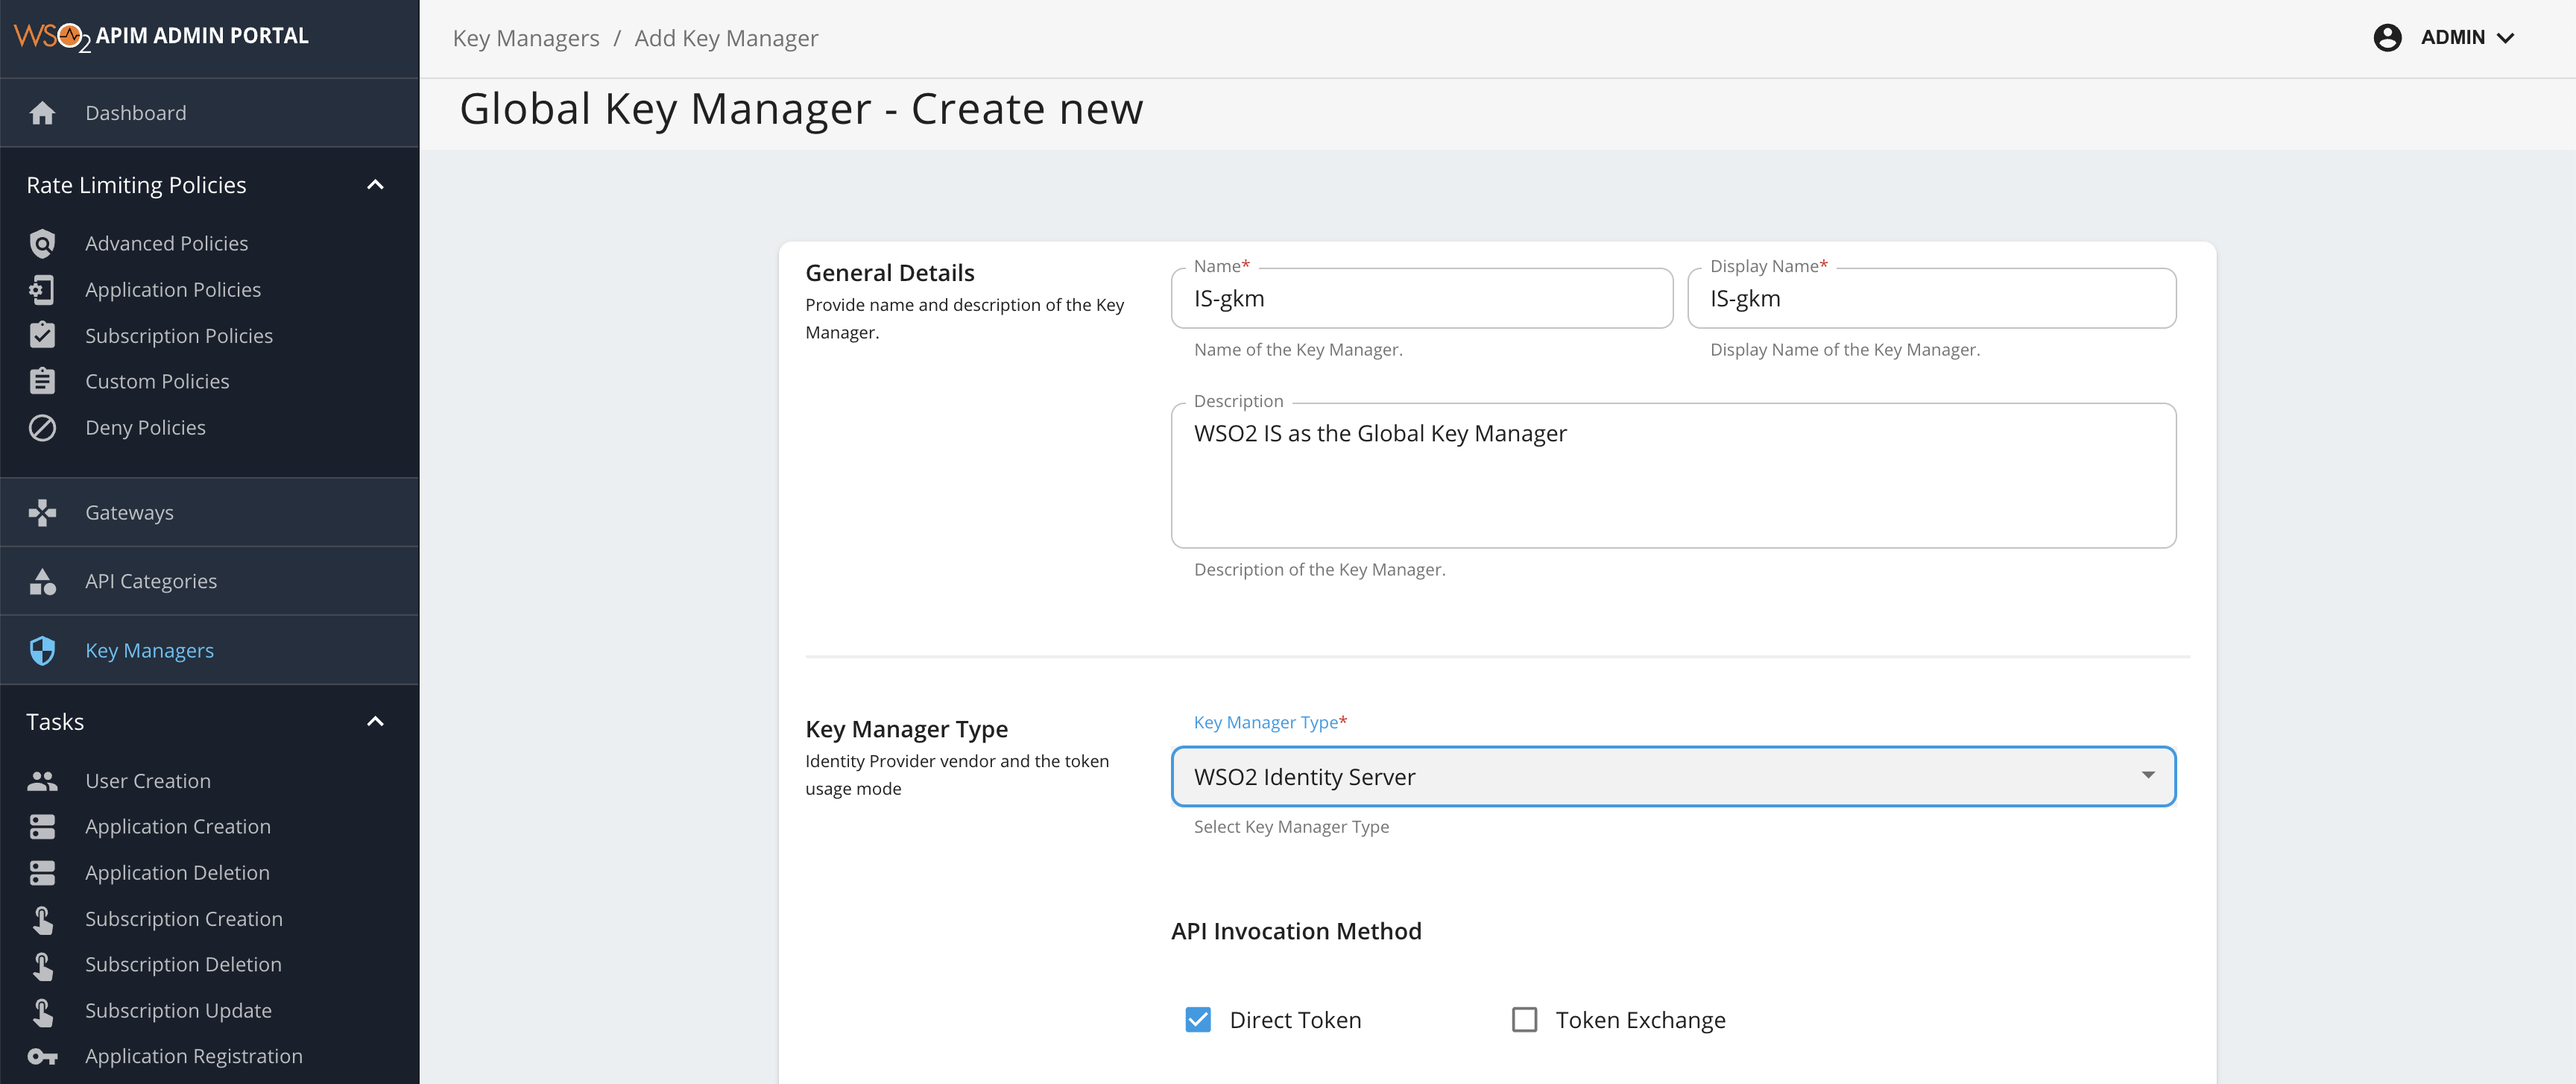 WSO2 APIM ADMIN PORTAL
Key Managers / Add Key Manager
ADMIN
Global Key Manager - Create new
Dashboard
Rate Limiting Policies
Advanced Policies
Application Policies
Subscription Policies
Custom Policies
Deny Policies
Gateways
API Categories
Key Managers
Tasks
User Creation
Application Creation
Application Deletion
Subscription Creation
Subscription Deletion
Subscription Update
Application Registration
General Details
Provide name and description of the Key
Manager.
Name*
IS-gkm
Name of the Key Manager.
Display Name*
IS-gkm
Display Name of the Key Manager.
Description
WSO2 IS as the Global Key Manager
Description of the Key Manager.
Key Manager Type
Identity Provider vendor and the token
usage mode
Key Manager Type*
WSO2 Identity Server
Select Key Manager Type
API Invocation Method
Direct Token
Token Exchange